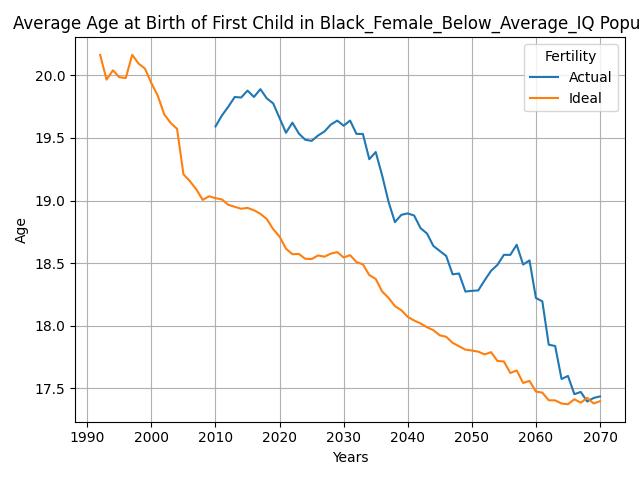 Average Age at Birth of First Child in Black_Female_Below_Average_IQ Popu
Fertility
Actual
Ideal
Age
20.0
19.5
19.0
18.5
18.0
17.5
1990 2000 2010 2020 2030 2040 2050 2060 2070
Years